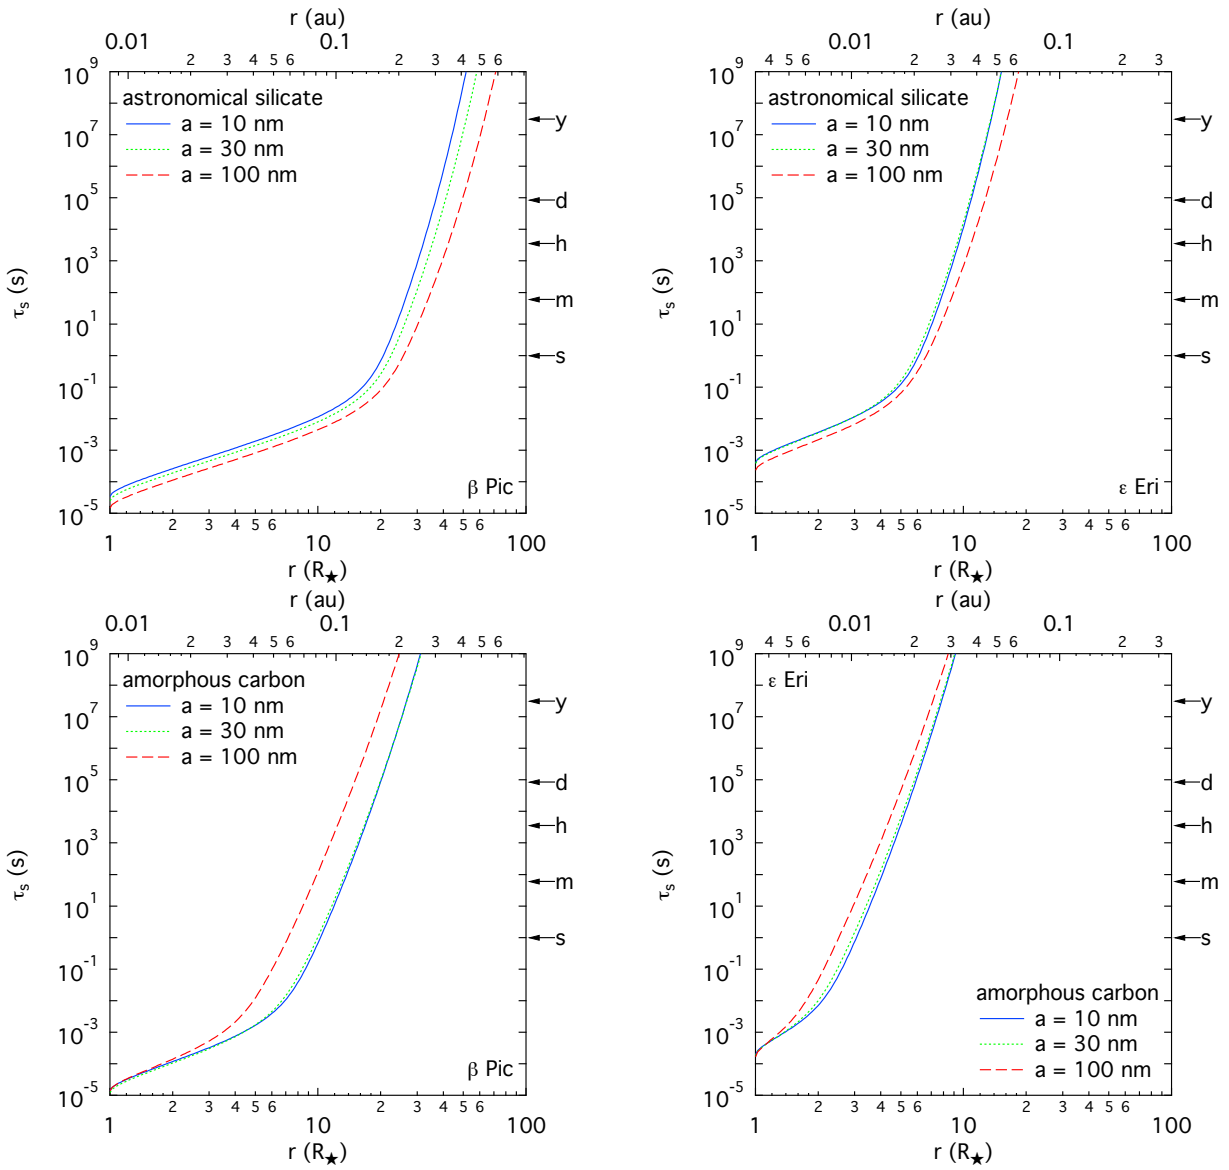 r (au)
0.01 0.1
2 3 4 5 6 2 3 4 5 6
10^9
10^7
10^5
10^3
10^1
10^-1
10^-3
10^-5
τ_s (s)
astronomical silicate
a = 10 nm
a = 30 nm
a = 100 nm
y
d
h
m
s
β Pic
2 3 4 5 6 2 3 4 5 6
1 10 100
r (R★)
r (au)
0.01 0.1
4 5 6 2 3 4 5 6 2 3
10^9
10^7
10^5
10^3
10^1
10^-1
10^-3
10^-5
τ_s (s)
astronomical silicate
a = 10 nm
a = 30 nm
a = 100 nm
y
d
h
m
s
ε Eri
2 3 4 5 6 2 3 4 5 6
1 10 100
r (R★)
r (au)
0.01 0.1
2 3 4 5 6 2 3 4 5 6
10^9
10^7
10^5
10^3
10^1
10^-1
10^-3
10^-5
τ_s (s)
amorphous carbon
a = 10 nm
a = 30 nm
a = 100 nm
y
d
h
m
s
β Pic
2 3 4 5 6 2 3 4 5 6
1 10 100
r (R★)
r (au)
0.01 0.1
4 5 6 2 3 4 5 6 2 3
10^9
10^7
10^5
10^3
10^1
10^-1
10^-3
10^-5
τ_s (s)
ε Eri
y
d
h
m
s
amorphous carbon
a = 10 nm
a = 30 nm
a = 100 nm
2 3 4 5 6 2 3 4 5 6
1 10 100
r (R★)